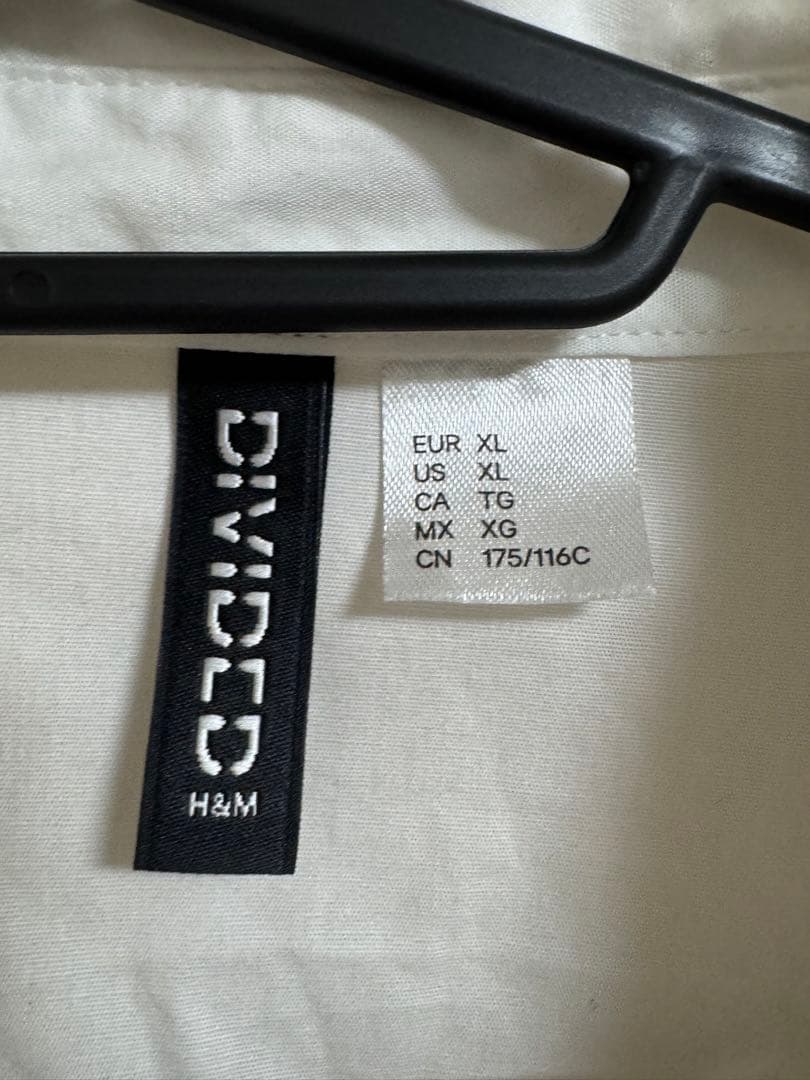 DIVIDED
H&M
EUR XL
US XL
CA TG
MX XG
CN 175/116C